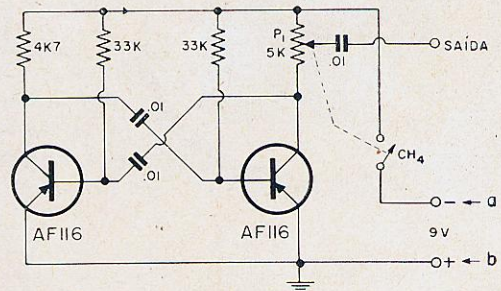 4K7
33K
33K
P1
5K
.01
SAÍDA
.01
.01
CH4
AF116
AF116
− a
9V
+ b